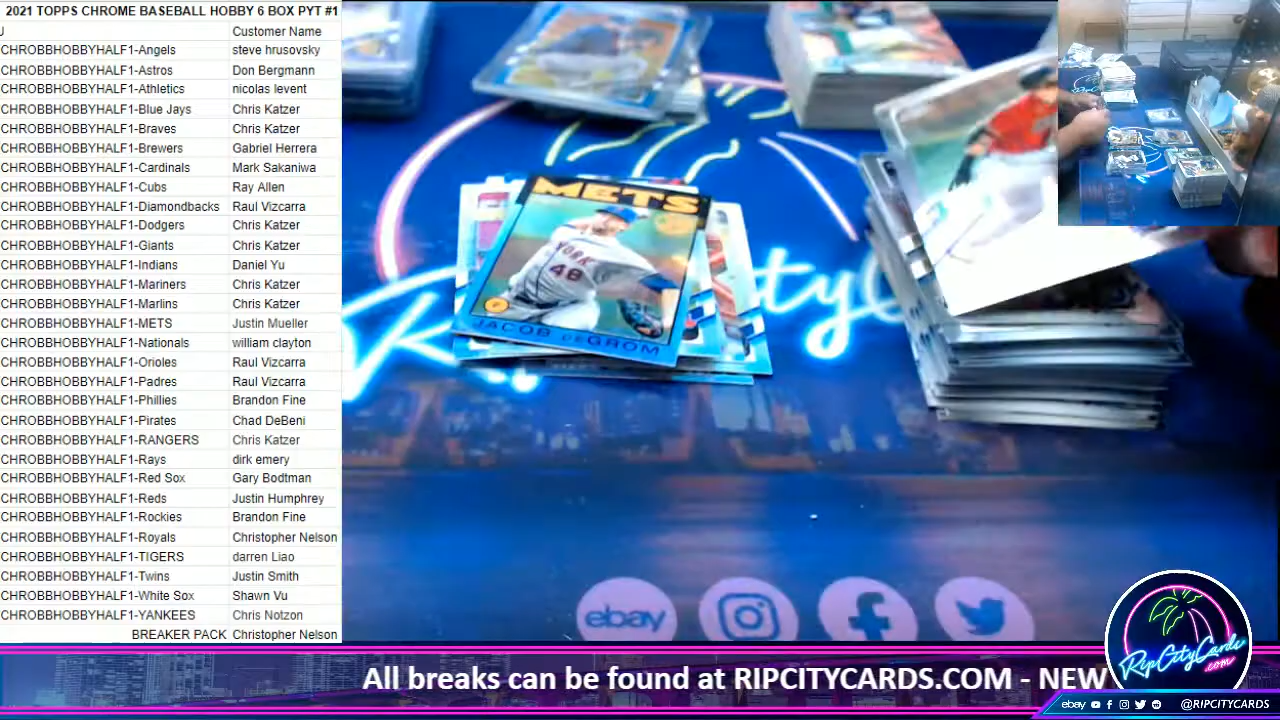 2021 TOPPS CHROME BASEBALL HOBBY 6 BOX PYT #1
Customer Name
CHROBBHOBBYHALF1-Angels steve hrusovsky
CHROBBHOBBYHALF1-Astros Don Bergmann
CHROBBHOBBYHALF1-Athletics nicolas levent
CHROBBHOBBYHALF1-Blue Jays Chris Katzer
CHROBBHOBBYHALF1-Braves Chris Katzer
CHROBBHOBBYHALF1-Brewers Gabriel Herrera
CHROBBHOBBYHALF1-Cardinals Mark Sakaniwa
CHROBBHOBBYHALF1-Cubs Ray Allen
CHROBBHOBBYHALF1-Diamondbacks Raul Vizcarra
CHROBBHOBBYHALF1-Dodgers Chris Katzer
CHROBBHOBBYHALF1-Giants Chris Katzer
CHROBBHOBBYHALF1-Indians Daniel Yu
CHROBBHOBBYHALF1-Mariners Chris Katzer
CHROBBHOBBYHALF1-Marlins Chris Katzer
CHROBBHOBBYHALF1-METS Justin Mueller
CHROBBHOBBYHALF1-Nationals william clayton
CHROBBHOBBYHALF1-Orioles Raul Vizcarra
CHROBBHOBBYHALF1-Padres Raul Vizcarra
CHROBBHOBBYHALF1-Phillies Brandon Fine
CHROBBHOBBYHALF1-Pirates Chad DeBeni
CHROBBHOBBYHALF1-RANGERS Chris Katzer
CHROBBHOBBYHALF1-Rays dirk emery
CHROBBHOBBYHALF1-Red Sox Gary Bodtman
CHROBBHOBBYHALF1-Reds Justin Humphrey
CHROBBHOBBYHALF1-Rockies Brandon Fine
CHROBBHOBBYHALF1-Royals Christopher Nelson
CHROBBHOBBYHALF1-TIGERS darren Liao
CHROBBHOBBYHALF1-Twins Justin Smith
CHROBBHOBBYHALF1-White Sox Shawn Vu
CHROBBHOBBYHALF1-YANKEES Chris Notzon
BREAKER PACK Christopher Nelson
METS
YORK
48
JACOB deGROM
ebay
All breaks can be found at RIPCITYCARDS.COM - NEW
RipCityCards
.com
ebay @RIPCITYCARDS